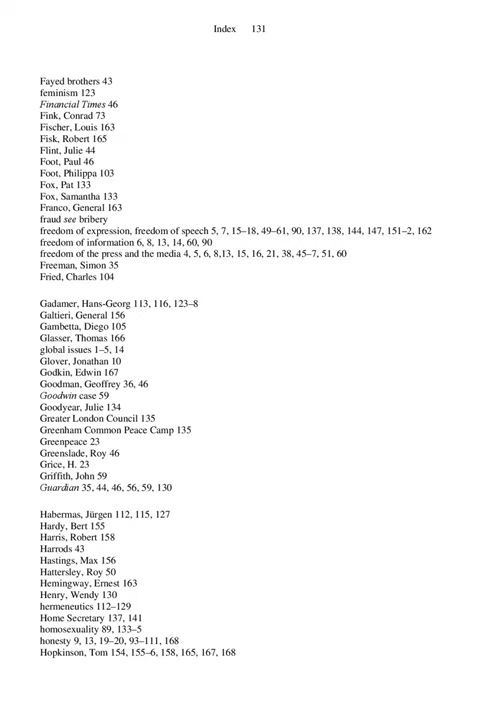 Index 131
Fayed brothers 43
feminism 123
Financial Times 46
Fink, Conrad 73
Fischer, Louis 163
Fisk, Robert 165
Flint, Julie 44
Foot, Paul 46
Foot, Philippa 103
Fox, Pat 133
Fox, Samantha 133
Franco, General 163
fraud see bribery
freedom of expression, freedom of speech 5, 7, 15–18, 49–61, 90, 137, 138, 144, 147, 151–2, 162
freedom of information 6, 8, 13, 14, 60, 90
freedom of the press and the media 4, 5, 6, 8,13, 15, 16, 21, 38, 45–7, 51, 60
Freeman, Simon 35
Fried, Charles 104
Gadamer, Hans-Georg 113, 116, 123–8
Galtieri, General 156
Gambetta, Diego 105
Glasser, Thomas 166
global issues 1–5, 14
Glover, Jonathan 10
Godkin, Edwin 167
Goodman, Geoffrey 36, 46
Goodwin case 59
Goodyear, Julie 134
Greater London Council 135
Greenham Common Peace Camp 135
Greenpeace 23
Greenslade, Roy 46
Grice, H. 23
Griffith, John 59
Guardian 35, 44, 46, 56, 59, 130
Habermas, Jürgen 112, 115, 127
Hardy, Bert 155
Harris, Robert 158
Harrods 43
Hastings, Max 156
Hattersley, Roy 50
Hemingway, Ernest 163
Henry, Wendy 130
hermeneutics 112–129
Home Secretary 137, 141
homosexuality 89, 133–5
honesty 9, 13, 19–20, 93–111, 168
Hopkinson, Tom 154, 155–6, 158, 165, 167, 168